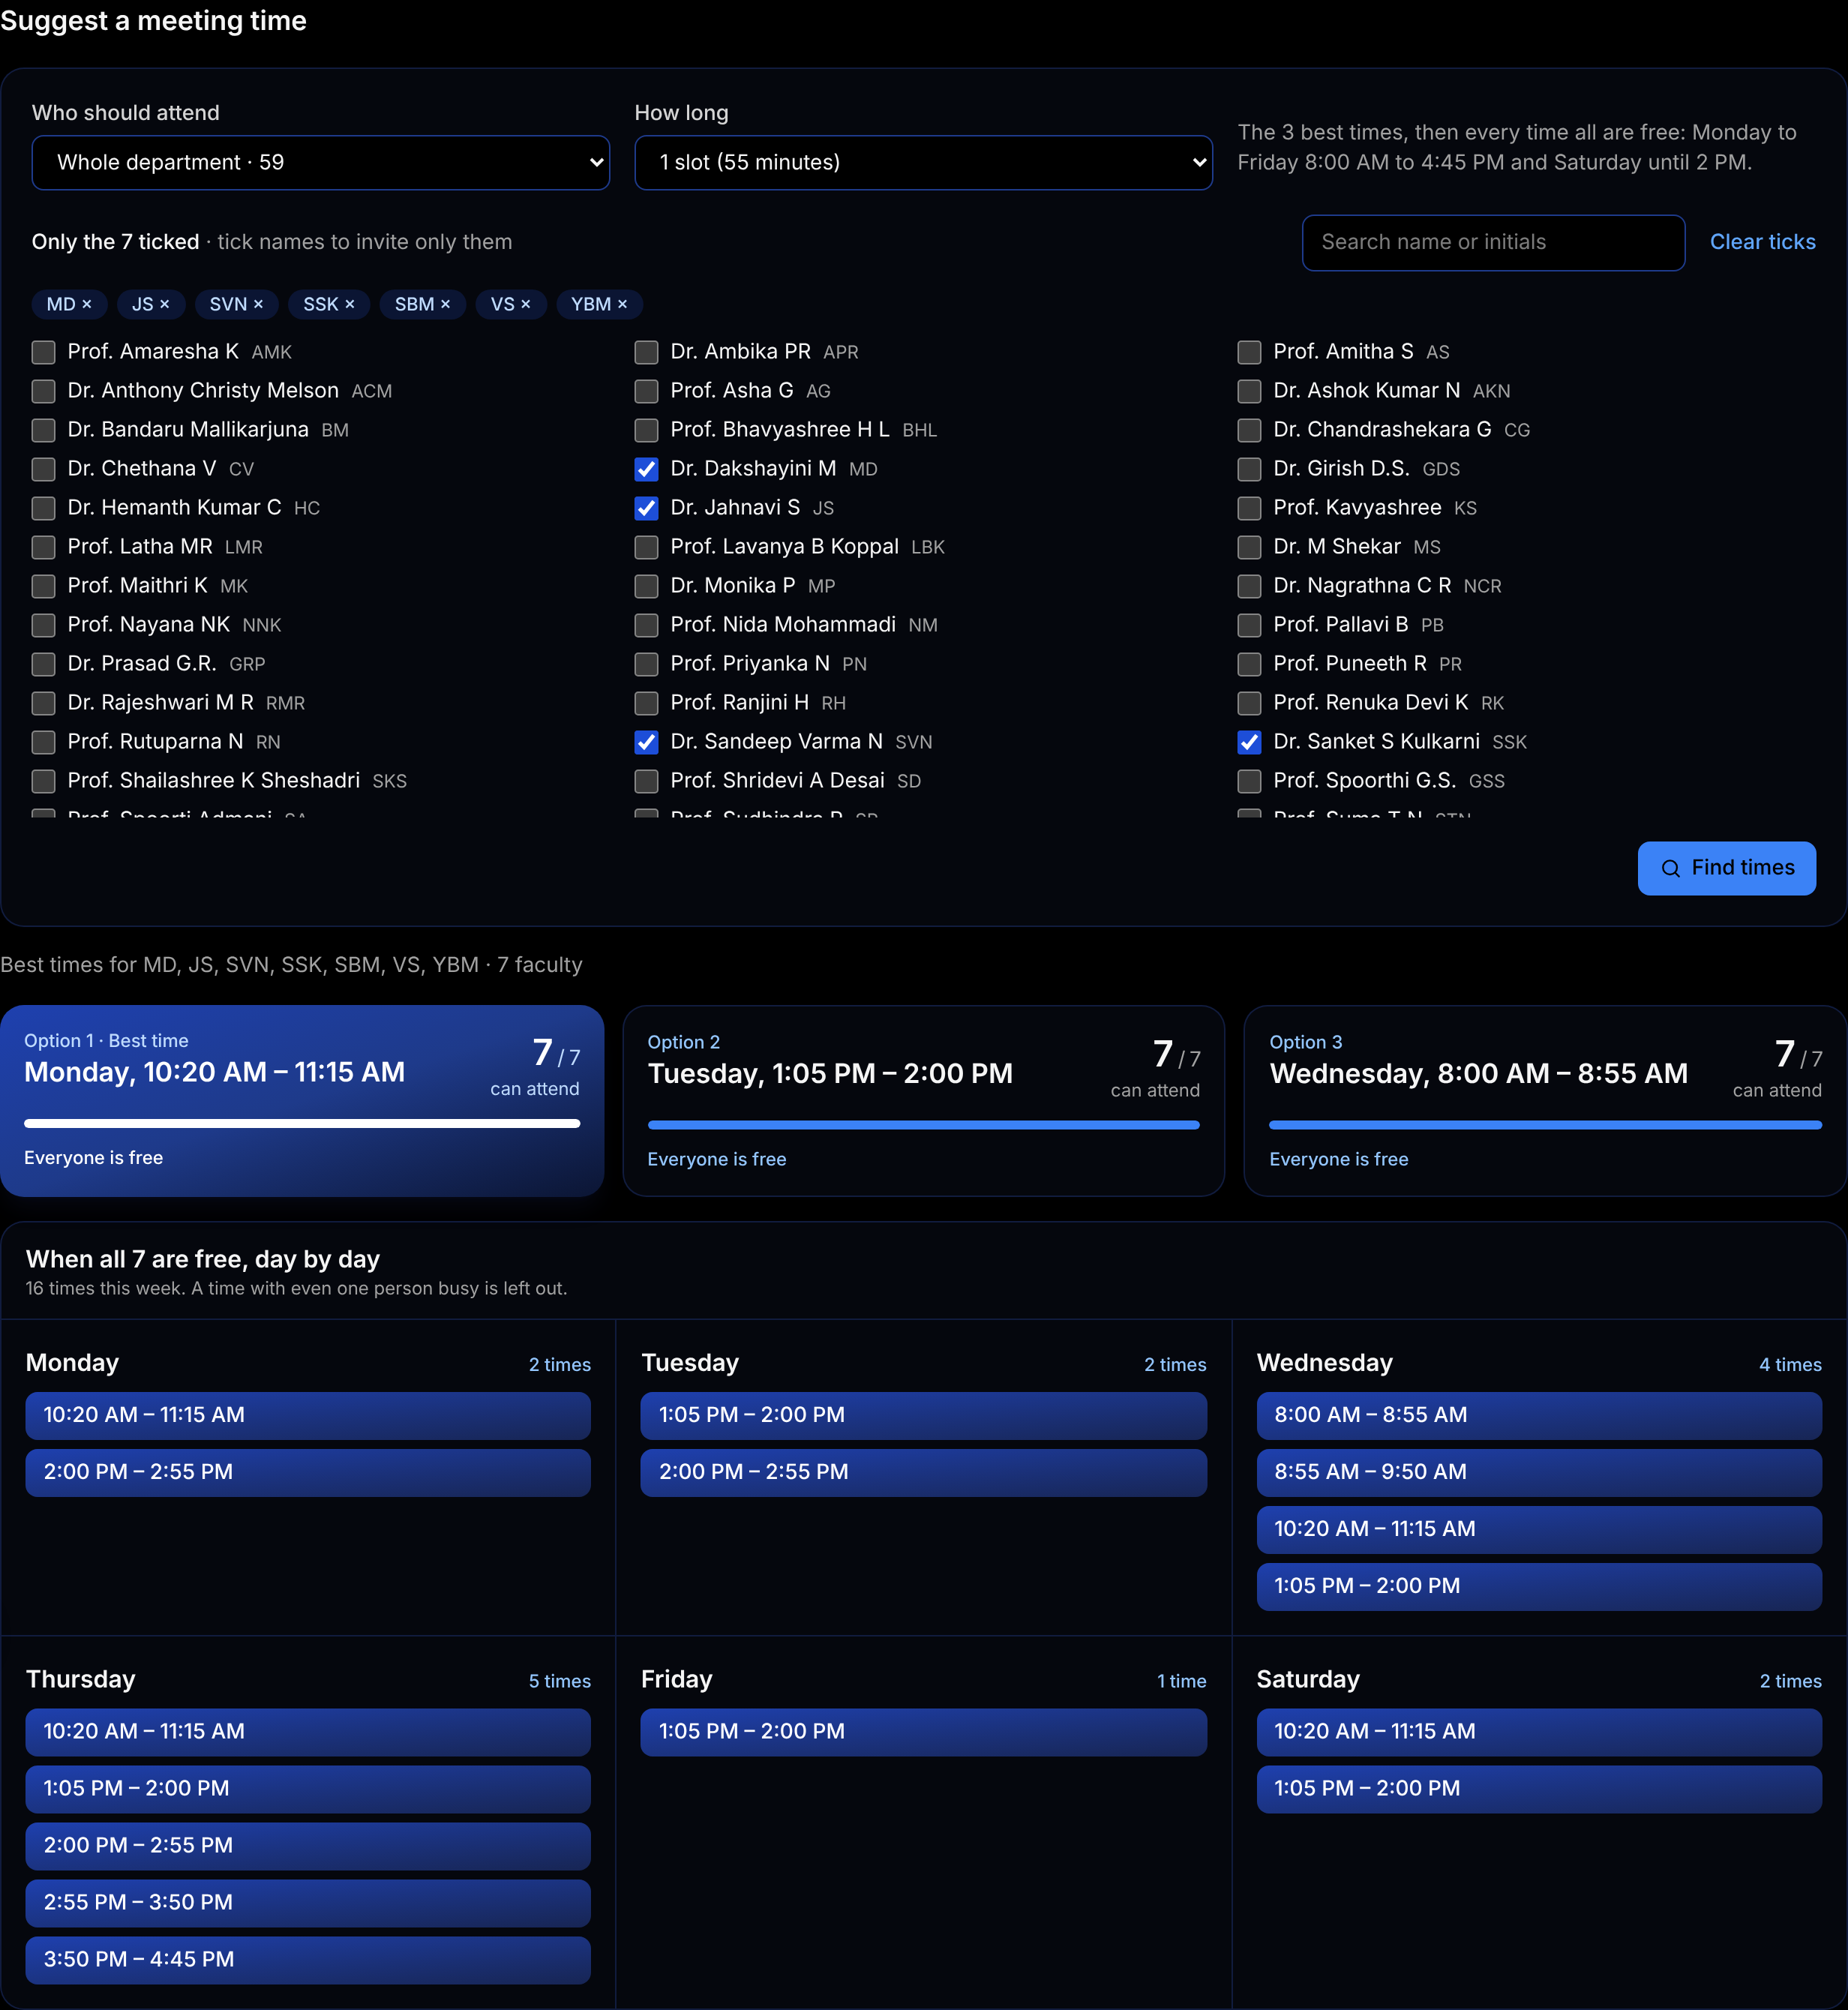 Suggest a meeting time
Who should attend
Whole department · 59
How long
1 slot (55 minutes)
The 3 best times, then every time all are free: Monday to
Friday 8:00 AM to 4:45 PM and Saturday until 2 PM.
Only the 7 ticked · tick names to invite only them
Search name or initials
Clear ticks
MD × JS × SVN × SSK × SBM × VS × YBM ×
Prof. Amaresha K AMK
Dr. Ambika PR APR
Prof. Amitha S AS
Dr. Anthony Christy Melson ACM
Prof. Asha G AG
Dr. Ashok Kumar N AKN
Dr. Bandaru Mallikarjuna BM
Prof. Bhavyashree H L BHL
Dr. Chandrashekara G CG
Dr. Chethana V CV
Dr. Dakshayini M MD
Dr. Girish D.S. GDS
Dr. Hemanth Kumar C HC
Dr. Jahnavi S JS
Prof. Kavyashree KS
Prof. Latha MR LMR
Prof. Lavanya B Koppal LBK
Dr. M Shekar MS
Prof. Maithri K MK
Dr. Monika P MP
Dr. Nagrathna C R NCR
Prof. Nayana NK NNK
Prof. Nida Mohammadi NM
Prof. Pallavi B PB
Dr. Prasad G.R. GRP
Prof. Priyanka N PN
Prof. Puneeth R PR
Dr. Rajeshwari M R RMR
Prof. Ranjini H RH
Prof. Renuka Devi K RK
Prof. Rutuparna N RN
Dr. Sandeep Varma N SVN
Dr. Sanket S Kulkarni SSK
Prof. Shailashree K Sheshadri SKS
Prof. Shridevi A Desai SD
Prof. Spoorthi G.S. GSS
Find times
Best times for MD, JS, SVN, SSK, SBM, VS, YBM · 7 faculty
Option 1 · Best time
Monday, 10:20 AM – 11:15 AM
7 / 7
can attend
Everyone is free
Option 2
Tuesday, 1:05 PM – 2:00 PM
7 / 7
can attend
Everyone is free
Option 3
Wednesday, 8:00 AM – 8:55 AM
7 / 7
can attend
Everyone is free
When all 7 are free, day by day
16 times this week. A time with even one person busy is left out.
Monday 2 times
10:20 AM – 11:15 AM
2:00 PM – 2:55 PM
Tuesday 2 times
1:05 PM – 2:00 PM
2:00 PM – 2:55 PM
Wednesday 4 times
8:00 AM – 8:55 AM
8:55 AM – 9:50 AM
10:20 AM – 11:15 AM
1:05 PM – 2:00 PM
Thursday 5 times
10:20 AM – 11:15 AM
1:05 PM – 2:00 PM
2:00 PM – 2:55 PM
2:55 PM – 3:50 PM
3:50 PM – 4:45 PM
Friday 1 time
1:05 PM – 2:00 PM
Saturday 2 times
10:20 AM – 11:15 AM
1:05 PM – 2:00 PM